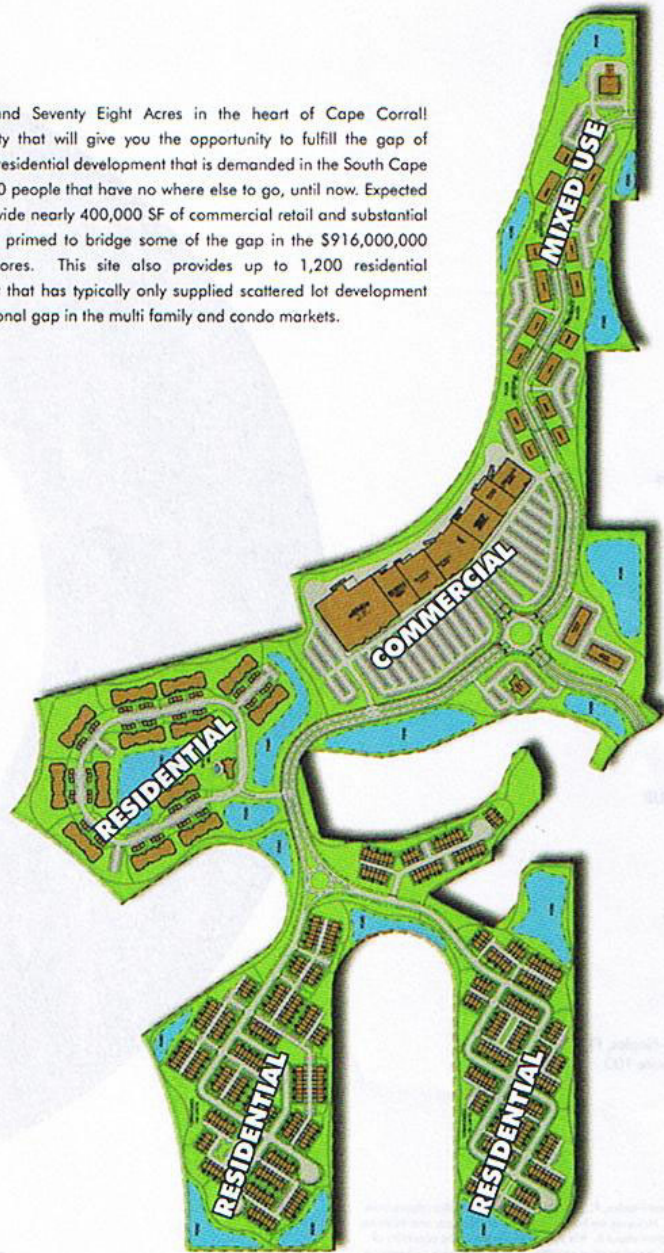 and Seventy Eight Acres in the heart of Cape Corral!
ty that will give you the opportunity to fulfill the gap of
residential development that is demanded in the South Cape
0 people that have no where else to go, until now. Expected
vide nearly 400,000 SF of commercial retail and substantial
primed to bridge some of the gap in the $916,000,000
ores. This site also provides up to 1,200 residential
that has typically only supplied scattered lot development
onal gap in the multi family and condo markets.
MIXED USE
COMMERCIAL
RESIDENTIAL
RESIDENTIAL
RESIDENTIAL